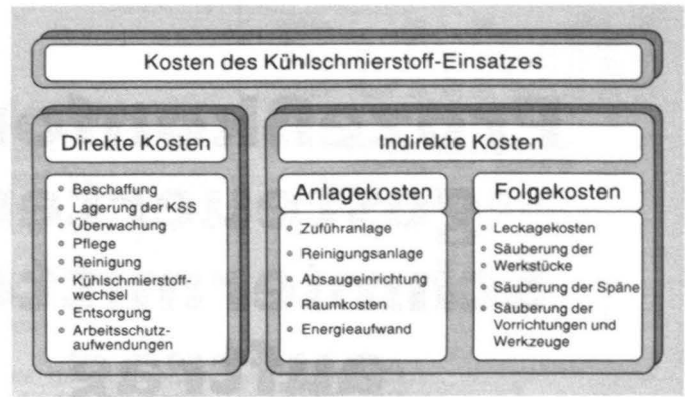 Kosten des Kühlschmierstoff-Einsatzes
Direkte Kosten
• Beschaffung
• Lagerung der KSS
• Überwachung
• Pflege
• Reinigung
• Kühlschmierstoff-
wechsel
• Entsorgung
• Arbeitsschutz-
aufwendungen
Indirekte Kosten
Anlagekosten
• Zuführanlage
• Reinigungsanlage
• Absaugeinrichtung
• Raumkosten
• Energieaufwand
Folgekosten
• Leckagekosten
• Säuberung der
• Werkstücke
• Säuberung der Späne
• Säuberung der
Vorrichtungen und
Werkzeuge